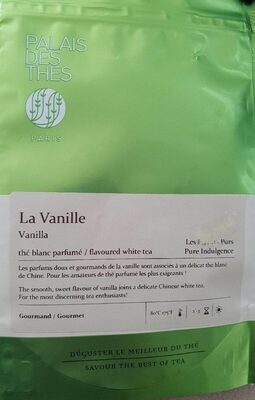 PALAIS
DES
THÉS
PARIS
La Vanille
Vanilla
Purs
thé blanc parfumé / flavoured white tea
Pure Indulgence
Les parfums doux et gourmands de la vanille sont associés à un délicat thé blanc
de Chine. Pour les amateurs de thé parfumé les plus exigeants !
The smooth, sweet flavour of vanilla joins a delicate Chinese white tea.
For the most discerning tea enthusiasts!
Gourmand / Gourmet
DÉGUSTER LE MEILLEUR DU THÉ
SAVOUR THE BEST OF TEA